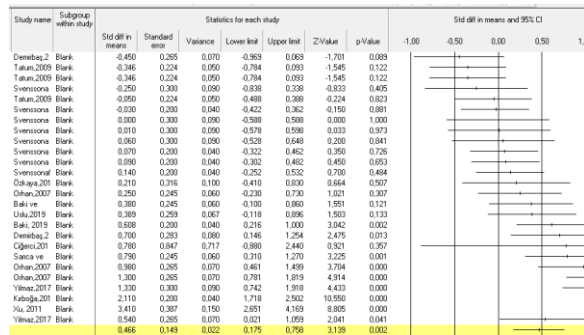 Study name Subgroup within study Statistics for each study Std diff in means and 95% CI
Std diff in means Standard error Variance Lower limit Upper limit Z-Value p-Value
-1,00 -0,50 0,00 0,50 1,00
Demirbaş,2 Blank -0,450 0,265 0,070 -0,969 0,069 -1,701 0,089
Tatum,2009 Blank -0,346 0,224 0,050 -0,784 0,093 -1,545 0,122
Tatum,2009 Blank -0,346 0,224 0,050 -0,784 0,093 -1,545 0,122
Svenssona Blank -0,250 0,300 0,090 -0,838 0,338 -0,833 0,405
Tatum,2009 Blank -0,050 0,224 0,050 -0,488 0,388 -0,224 0,823
Svenssona Blank -0,030 0,200 0,040 -0,422 0,362 -0,150 0,881
Svenssona Blank 0,000 0,300 0,090 -0,588 0,588 0,000 1,000
Svenssona Blank 0,010 0,300 0,090 -0,578 0,598 0,033 0,973
Svenssona Blank 0,060 0,300 0,090 -0,528 0,648 0,200 0,841
Svenssona Blank 0,070 0,200 0,040 -0,322 0,462 0,350 0,726
Svenssona Blank 0,090 0,200 0,040 -0,302 0,482 0,450 0,653
Svenssonaf Blank 0,140 0,200 0,040 -0,252 0,532 0,700 0,484
Özkaya,201 Blank 0,210 0,316 0,100 -0,410 0,830 0,664 0,507
Orhan,2007 Blank 0,250 0,245 0,060 -0,230 0,730 1,021 0,307
Baki ve Blank 0,380 0,245 0,060 -0,100 0,860 1,551 0,121
Uslu,2019 Blank 0,389 0,259 0,067 -0,118 0,896 1,503 0,133
Baki, 2019 Blank 0,608 0,200 0,040 0,216 1,000 3,042 0,002
Demirbaş,2 Blank 0,700 0,283 0,080 0,146 1,254 2,475 0,013
Ciğerci,201 Blank 0,780 0,847 0,717 -0,880 2,440 0,921 0,357
Sarıca ve Blank 0,790 0,245 0,060 0,310 1,270 3,225 0,001
Orhan,2007 Blank 0,980 0,265 0,070 0,461 1,499 3,704 0,000
Orhan,2007 Blank 1,300 0,265 0,070 0,781 1,819 4,914 0,000
Yılmaz,2017 Blank 1,330 0,300 0,090 0,742 1,918 4,433 0,000
Kırboğa,201 Blank 2,110 0,200 0,040 1,718 2,502 10,550 0,000
Xu, 2011 Blank 3,410 0,387 0,150 2,651 4,169 8,805 0,000
Yılmaz,2017 Blank 0,540 0,265 0,070 0,021 1,059 2,041 0,041
0,466 0,149 0,022 0,175 0,758 3,139 0,002